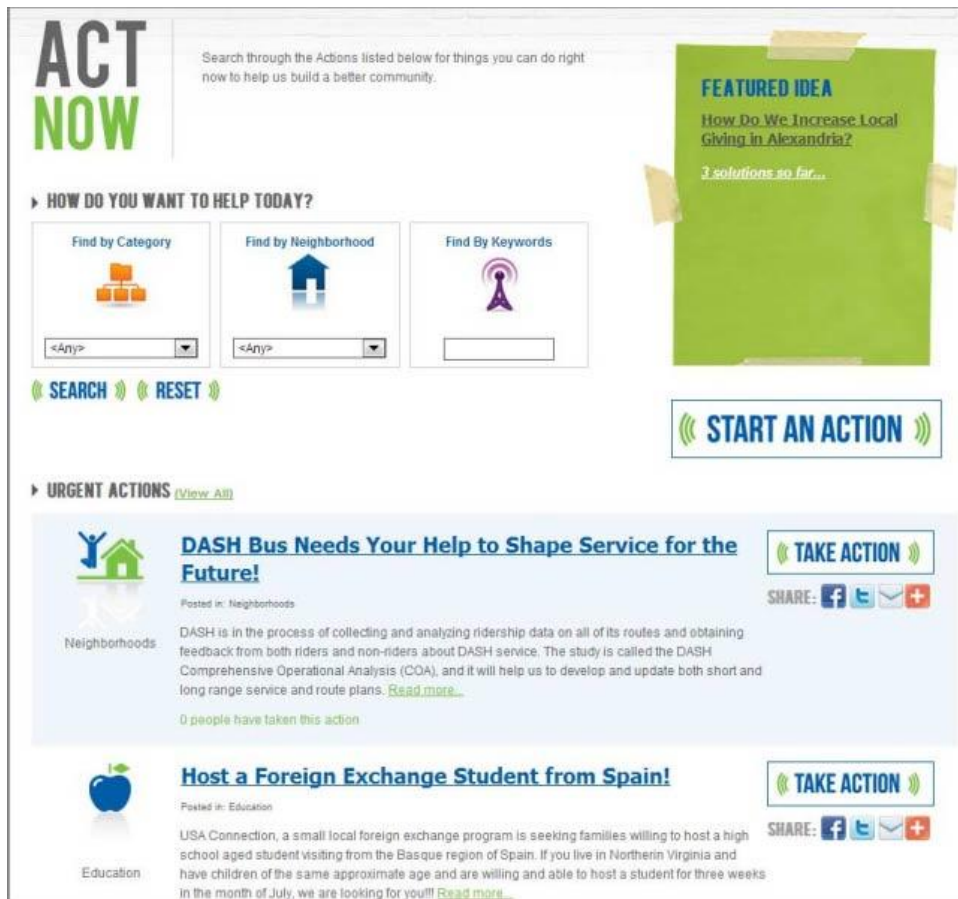 ACT
NOW
Search through the Actions listed below for things you can do right
now to help us build a better community.
FEATURED IDEA
How Do We Increase Local
Giving in Alexandria?
3 solutions so far...
HOW DO YOU WANT TO HELP TODAY?
Find by Category
Find by Neighborhood
Find By Keywords
<Any>
<Any>
SEARCH RESET
START AN ACTION
URGENT ACTIONS (View All)
DASH Bus Needs Your Help to Shape Service for the
Future!
TAKE ACTION
Posted in: Neighborhoods
SHARE:
Neighborhoods
DASH is in the process of collecting and analyzing ridership data on all of its routes and obtaining
feedback from both riders and non-riders about DASH service. The study is called the DASH
Comprehensive Operational Analysis (COA), and it will help us to develop and update both short and
long range service and route plans. Read more...
0 people have taken this action
Host a Foreign Exchange Student from Spain!
TAKE ACTION
Posted in: Education
SHARE:
Education
USA Connection, a small local foreign exchange program is seeking families willing to host a high
school aged student visiting from the Basque region of Spain. If you live in Northerin Virginia and
have children of the same approximate age and are willing and able to host a student for three weeks
in the month of July, we are looking for you!!! Read more...